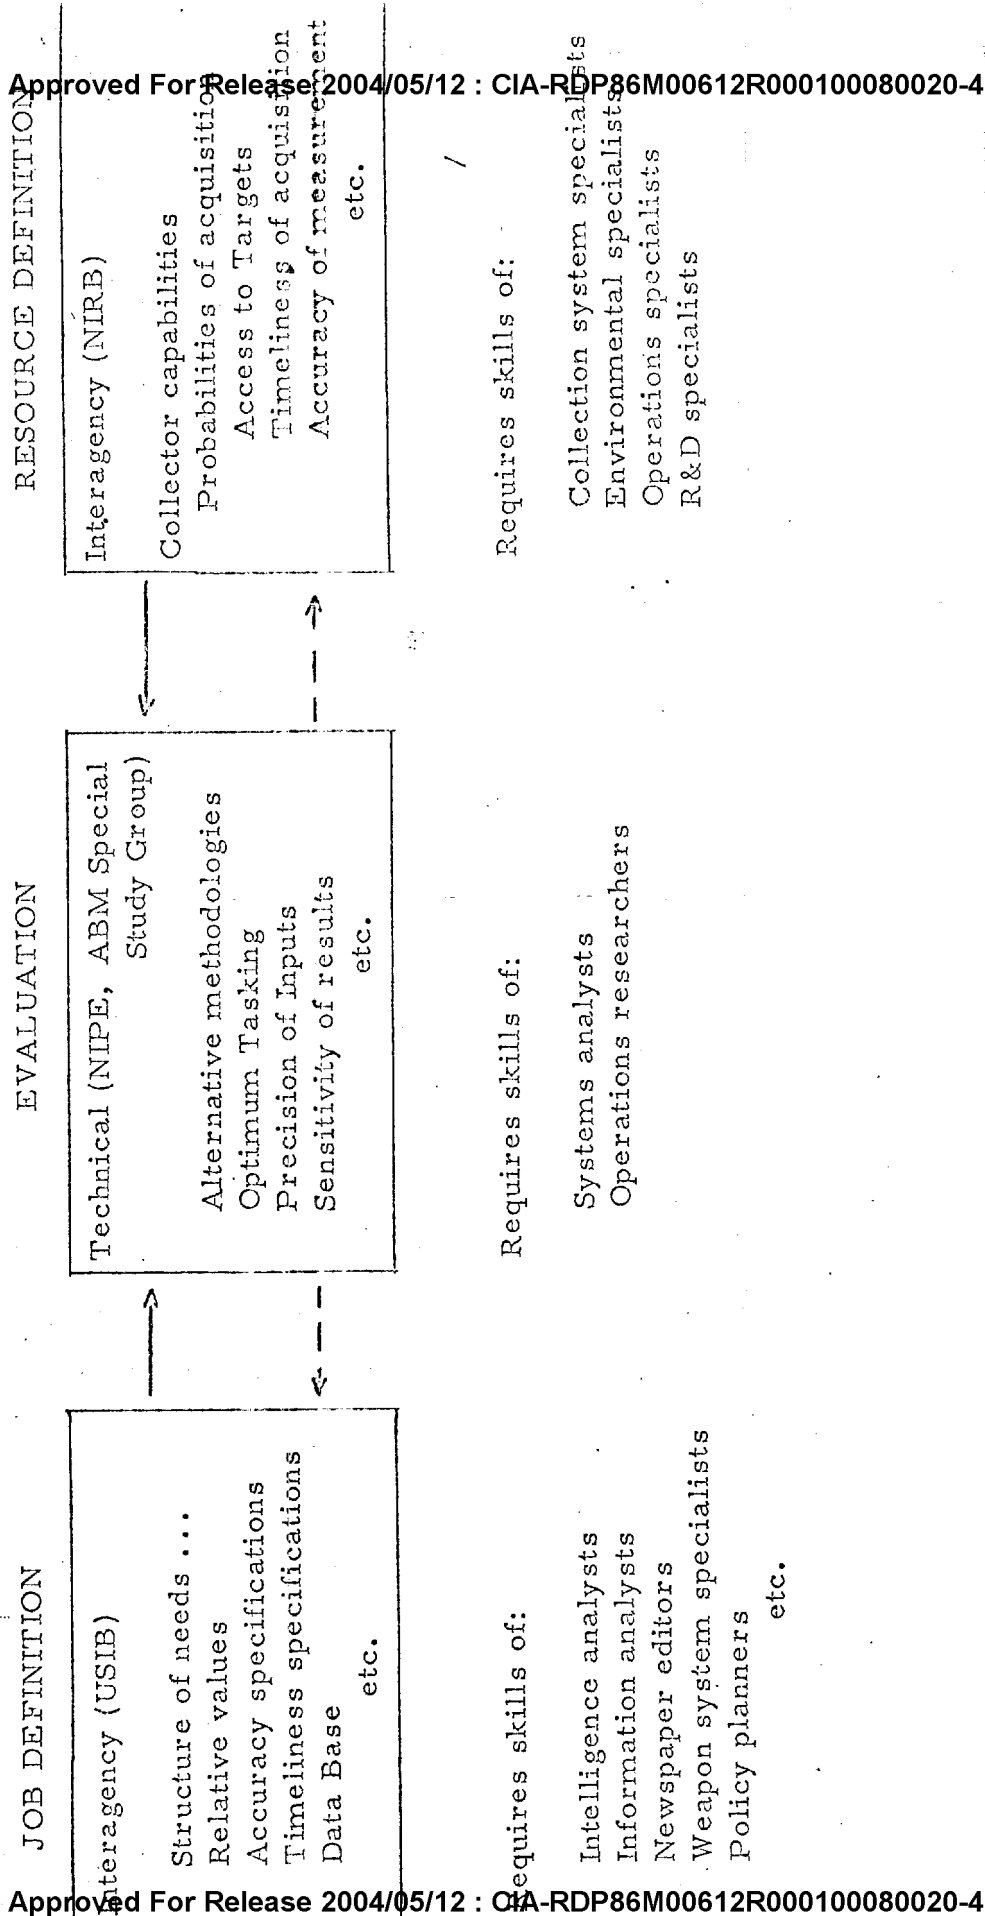 Approved For Release 2004/05/12 : CIA-RDP86M00612R000100080020-4
JOB DEFINITION
Interagency (USIB)
Structure of needs ...
Relative values
Accuracy specifications
Timeliness specifications
Data Base
etc.
Requires skills of:
Intelligence analysts
Information analysts
Newspaper editors
Weapon system specialists
Policy planners
etc.
EVALUATION
Technical (NIPE, ABM Special
Study Group)
Alternative methodologies
Optimum Tasking
Precision of Inputs
Sensitivity of results
etc.
Requires skills of:
Systems analysts
Operations researchers
RESOURCE DEFINITION
Interagency (NIRB)
Collector capabilities
Probabilities of acquisition
Access to Targets
Timeliness of acquisition
Accuracy of measurement
etc.
Requires skills of:
Collection system specialists
Environmental specialists
Operations specialists
R&D specialists
Approved For Release 2004/05/12 : CIA-RDP86M00612R000100080020-4